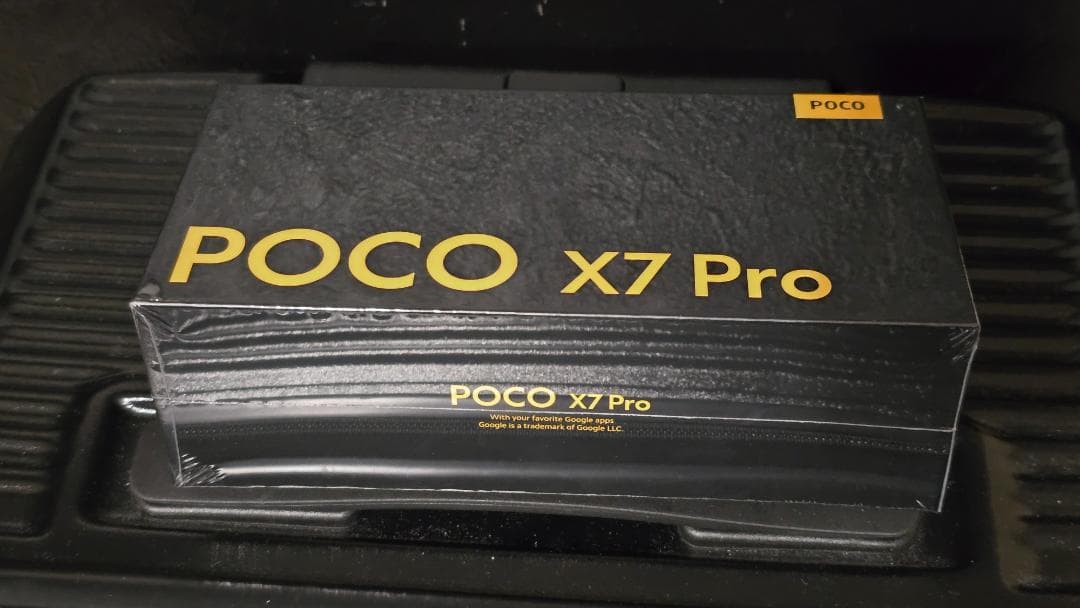 POCO
POCO X7 Pro
POCO X7 Pro
With your favorite Google apps
Google is a trademark of Google LLC.